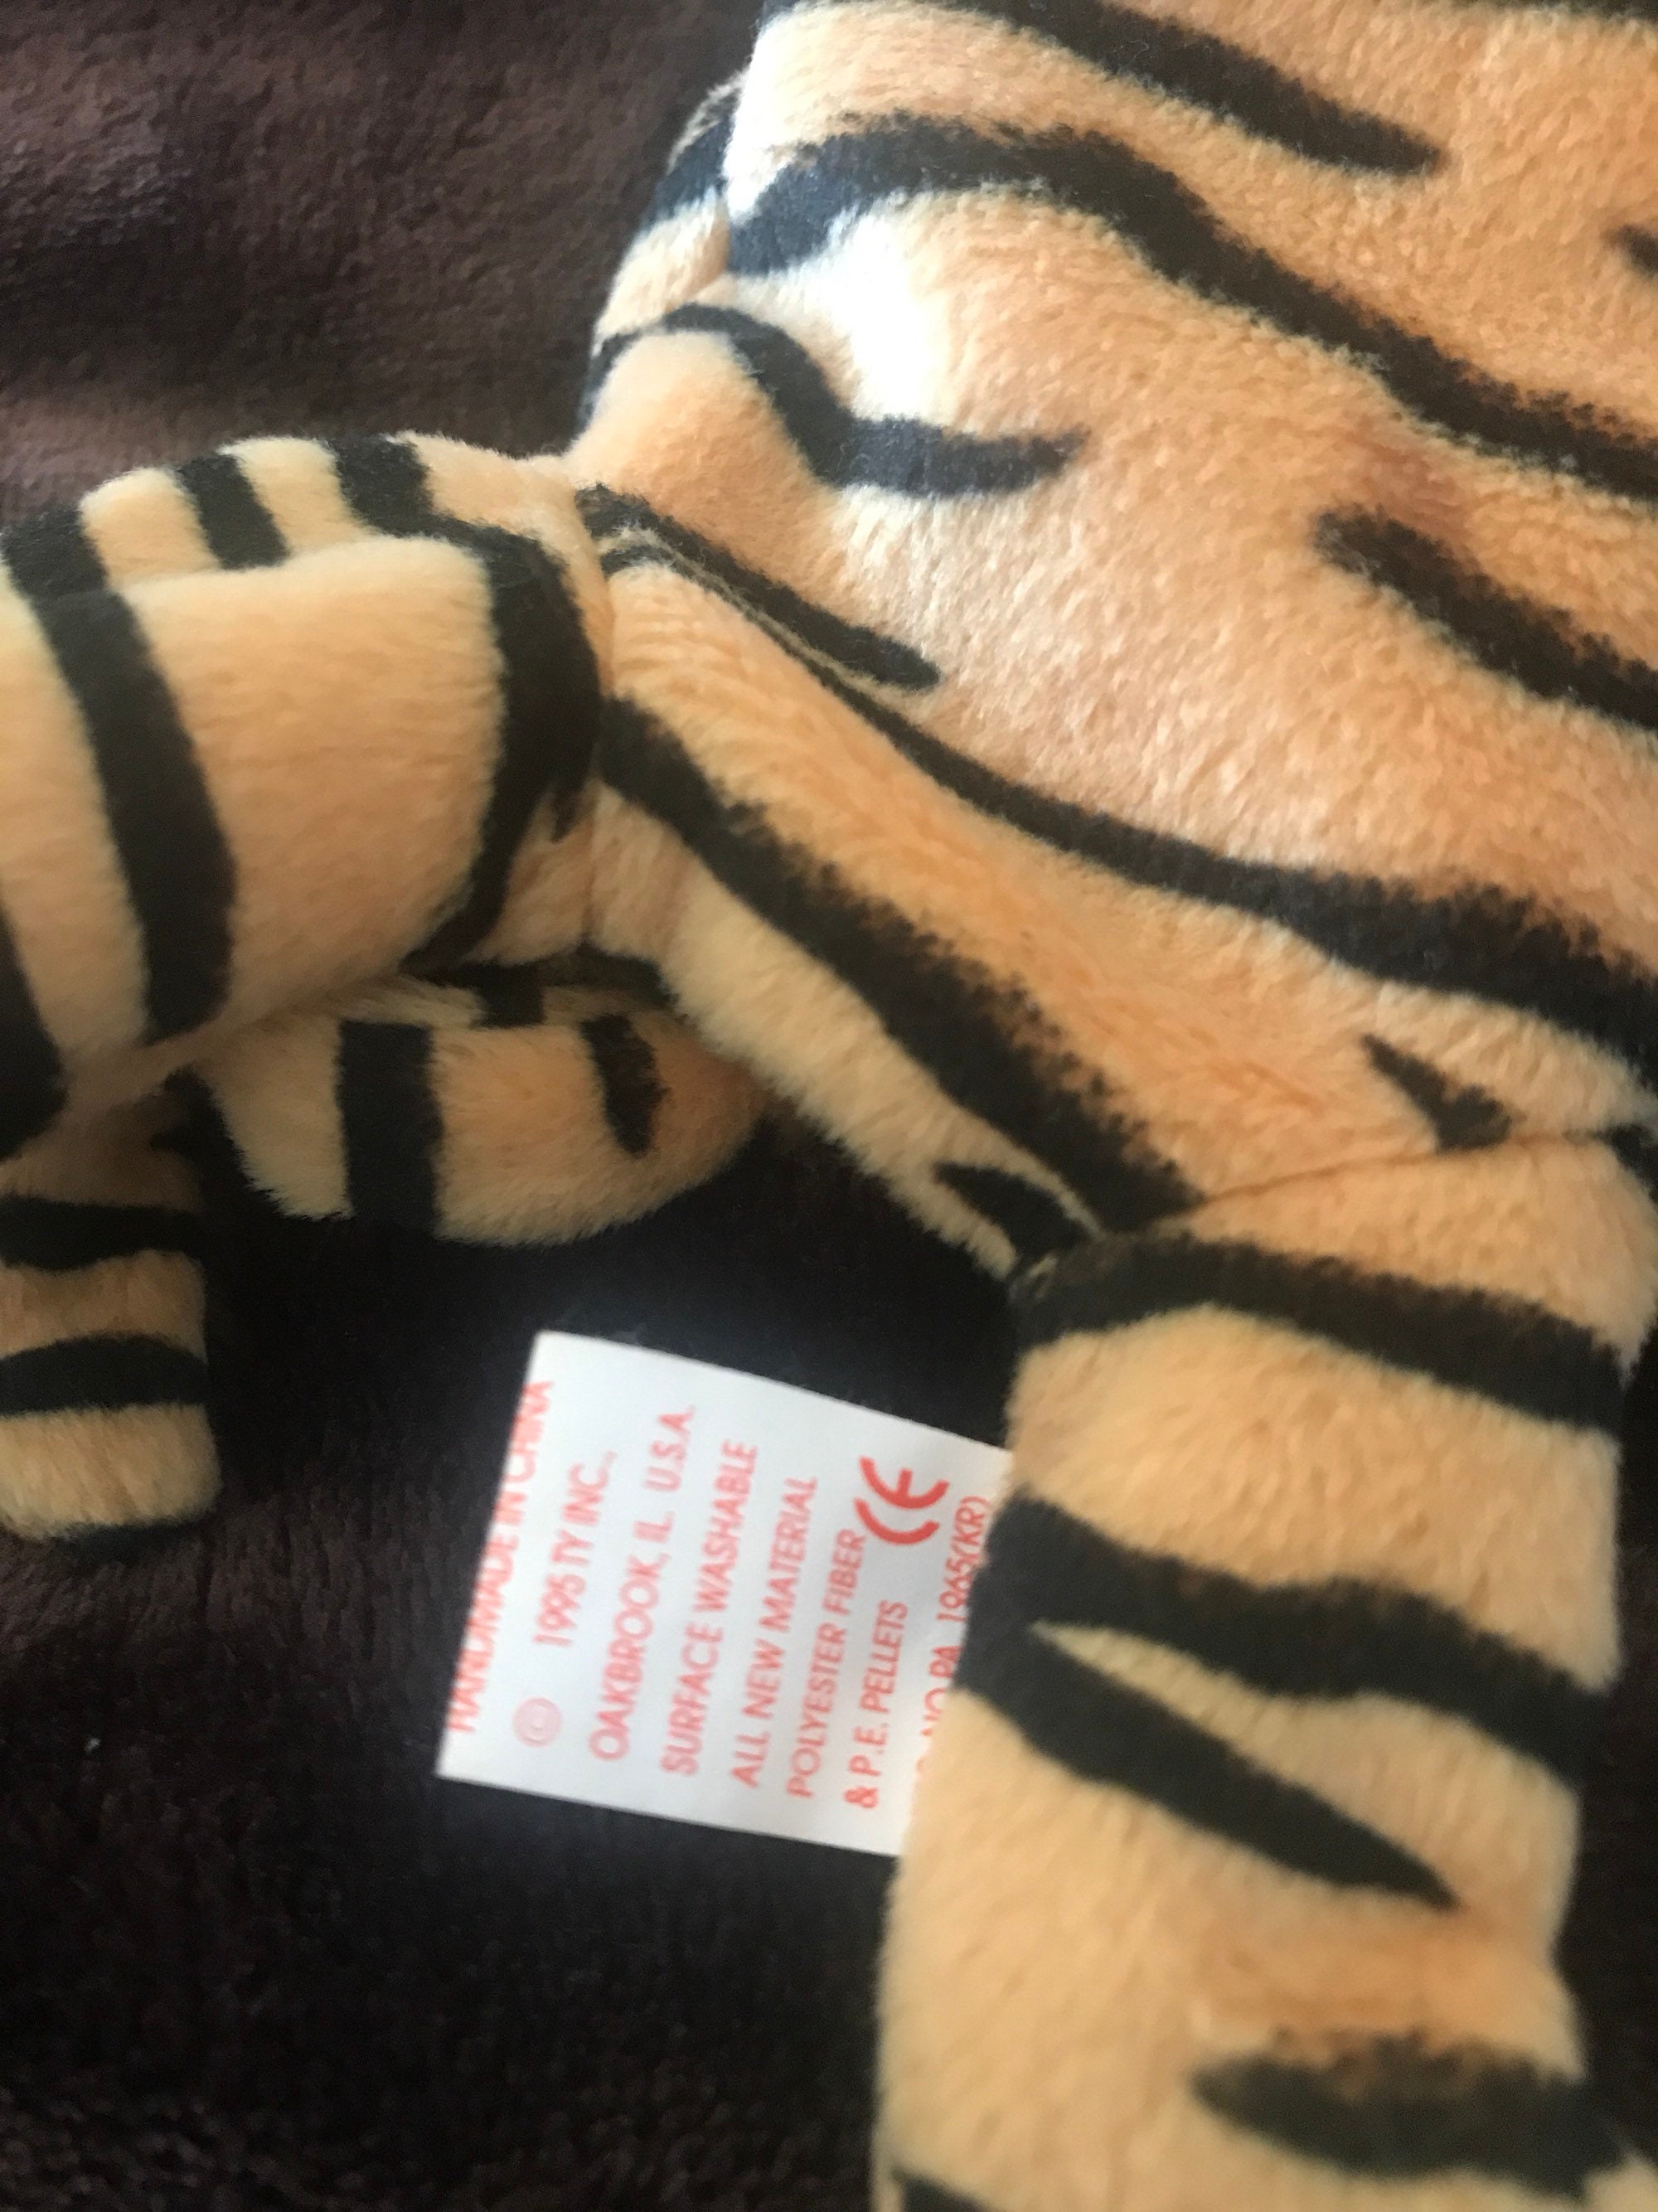 HANDMADE IN CHINA
© 1995 TY INC.,
OAKBROOK, IL. U.S.A.
SURFACE WASHABLE
ALL NEW MATERIAL
POLYESTER FIBER
& P.E. PELLETS CE
NO PA. 1965(KR)